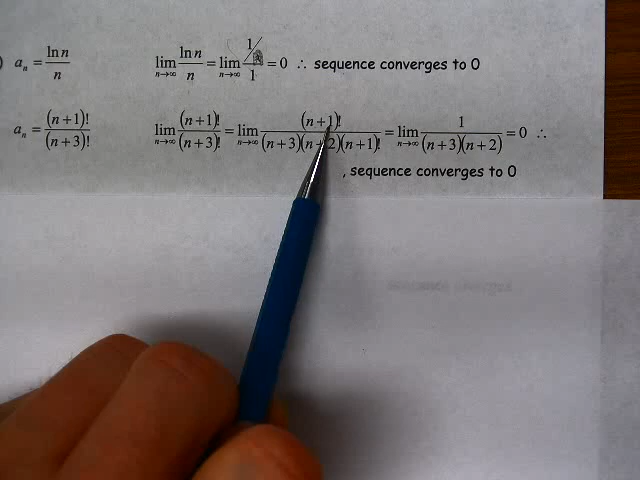 ) a_n = ln n / n    lim_{n→∞} ln n / n = lim_{n→∞} (1/n) / 1 = 0 ∴ sequence converges to 0
a_n = (n+1)! / (n+3)!    lim_{n→∞} (n+1)! / (n+3)! = lim_{n→∞} (n+1)! / (n+3)(n+2)(n+1)! = lim_{n→∞} 1 / (n+3)(n+2) = 0 ∴
, sequence converges to 0